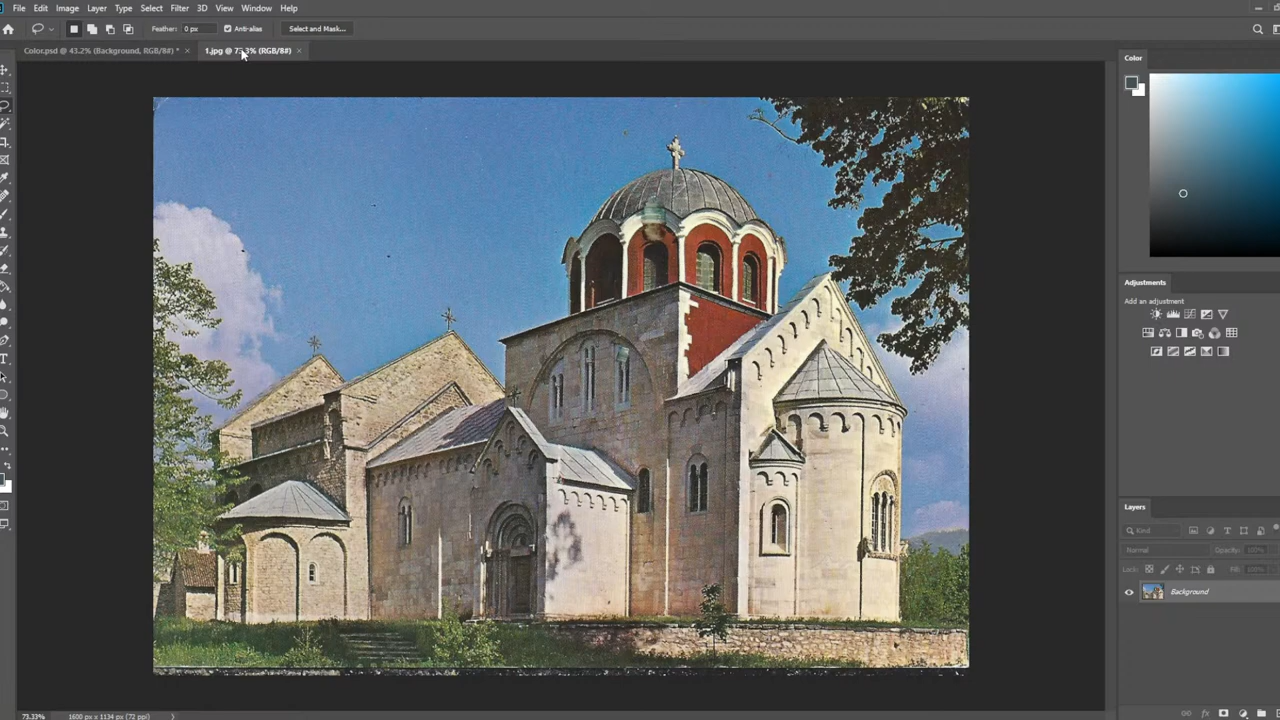 File Edit Image Layer Type Select Filter 3D View Window Help
Feather: 0 px Anti-alias Select and Mask...
Color.psd @ 43.2% (Background, RGB/8#) * × 1.jpg @ 73.3% (RGB/8#) ×
Color
Adjustments
Add an adjustment
Layers
Kind
Normal Opacity: 100%
Lock: Fill: 100%
Background
73.33% 1600 px x 1134 px (72 ppi)